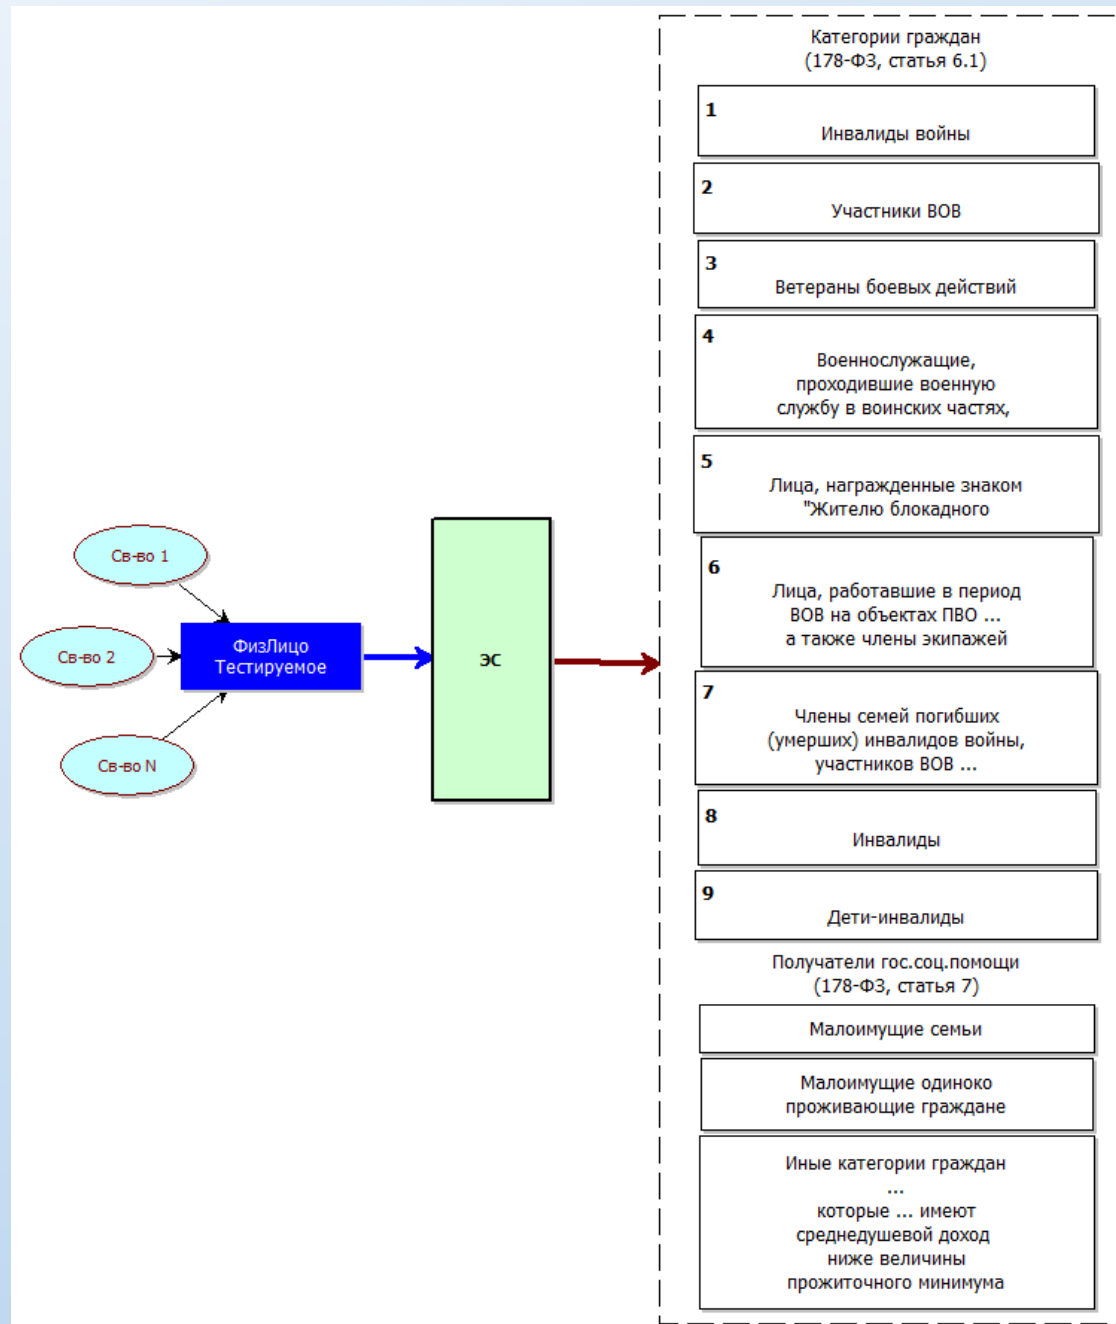 Св-во 1
Св-во 2
Св-во N
ФизЛицо
Тестируемое
ЭС
Категории граждан
(178-ФЗ, статья 6.1)
1
Инвалиды войны
2
Участники ВОВ
3
Ветераны боевых действий
4
Военнослужащие,
проходившие военную
службу в воинских частях,
5
Лица, награжденные знаком
"Жителю блокадного
6
Лица, работавшие в период
ВОВ на объектах ПВО ...
а также члены экипажей
7
Члены семей погибших
(умерших) инвалидов войны,
участников ВОВ ...
8
Инвалиды
9
Дети-инвалиды
Получатели гос.соц.помощи
(178-ФЗ, статья 7)
Малоимущие семьи
Малоимущие одиноко
проживающие граждане
Иные категории граждан
...
которые ... имеют
среднедушевой доход
ниже величины
прожиточного минимума